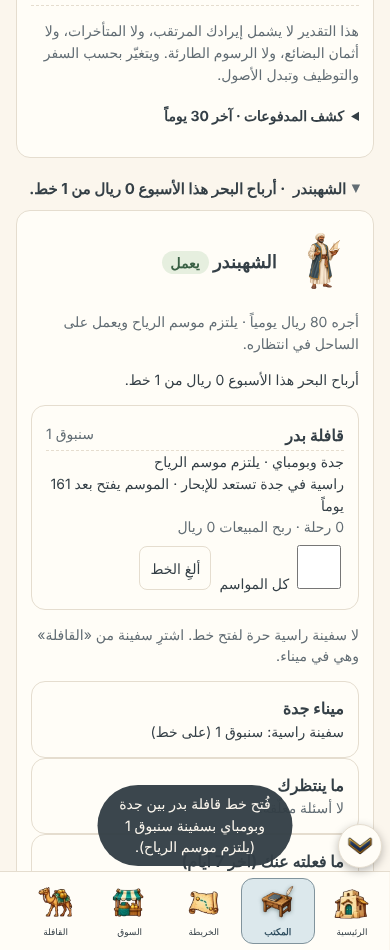 هذا التقدير لا يشمل إيرادك المرتقب، ولا المتأخرات، ولا
أثمان البضائع، ولا الرسوم الطارئة. ويتغيّر بحسب السفر
والتوظيف وتبدل الأصول.
◀ كشف المدفوعات · آخر 30 يوماً
▼ الشهبندر · أرباح البحر هذا الأسبوع 0 ريال من 1 خط.
الشهبندر يعمل
أجره 80 ريال يومياً · يلتزم موسم الرياح ويعمل على
الساحل في انتظاره.
أرباح البحر هذا الأسبوع 0 ريال من 1 خط.
قافلة بدر
سنبوق 1
جدة وبومباي · يلتزم موسم الرياح
راسية في جدة تستعد للإبحار · الموسم يفتح بعد 161
يوماً
0 رحلة · ربح المبيعات 0 ريال
كل المواسم
ألغِ الخط
لا سفينة راسية حرة لفتح خط. اشترِ سفينة من «القافلة»
وهي في ميناء.
ميناء جدة
سفينة راسية: سنبوق 1 (على خط)
ما ينتظرك
لا أسئلة
فُتح خط قافلة بدر بين جدة
وبومباي بسفينة سنبوق 1
(يلتزم موسم الرياح).
ما فعلته عنك (آخر 7 أيام)
الرئيسية
المكتب
الخريطة
السوق
القافلة